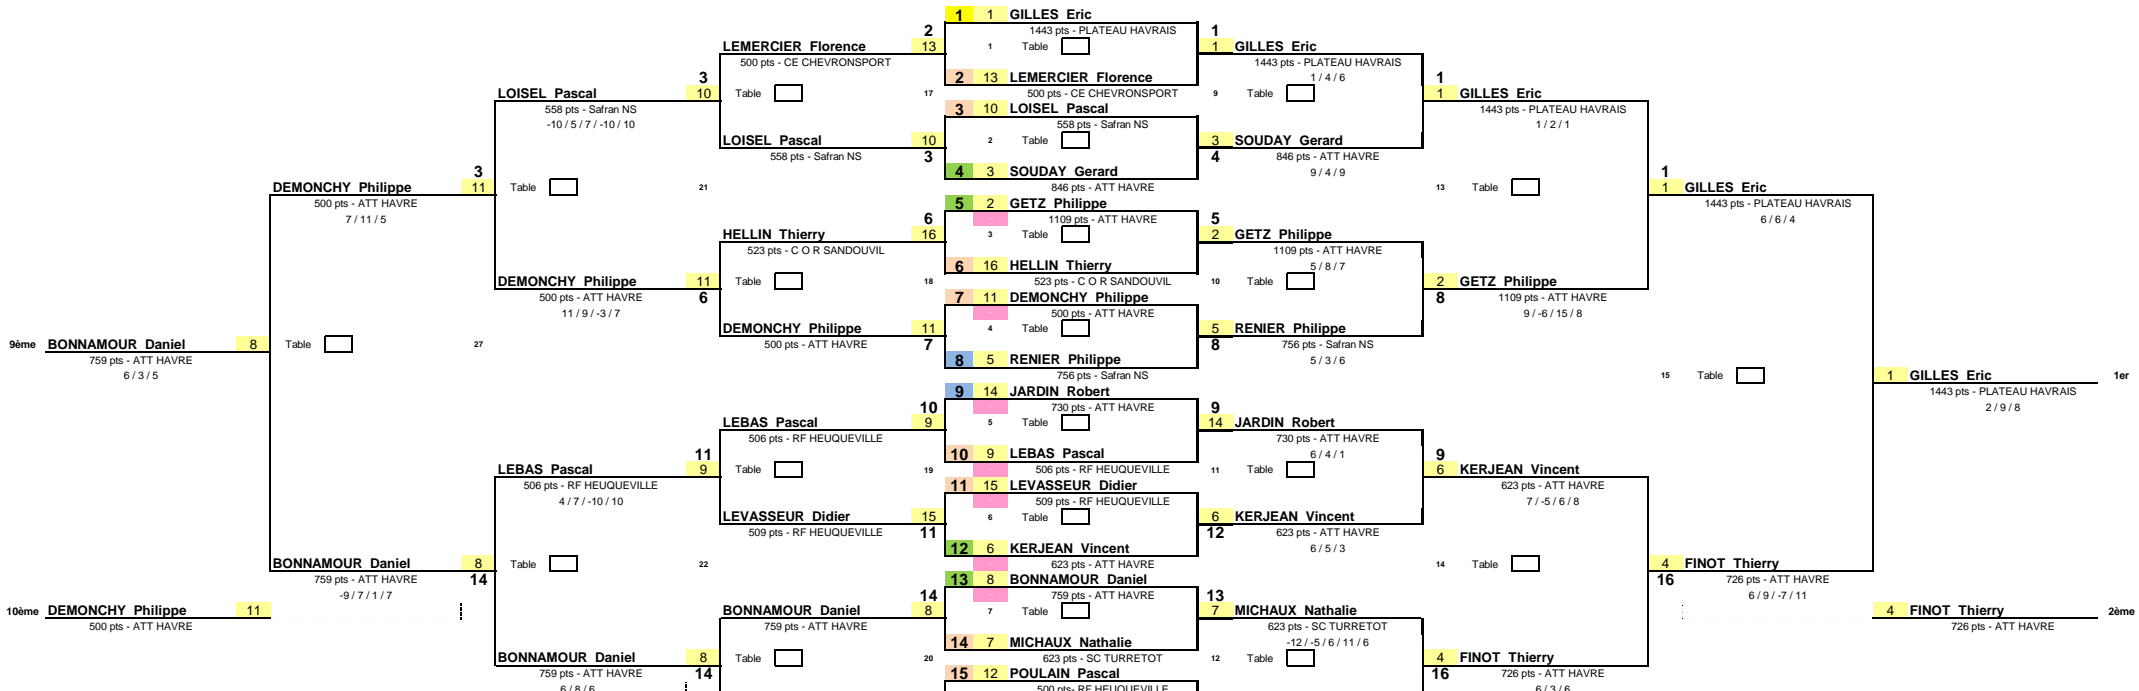 1 1 GILLES Eric
2 1443 pts - PLATEAU HAVRAIS 1
LEMERCIER Florence 13 1 Table 1 GILLES Eric
500 pts - CE CHEVRONSPORT 1443 pts - PLATEAU HAVRAIS
3 2 13 LEMERCIER Florence 1 / 4 / 6 1
LOISEL Pascal 10 Table 17 500 pts - CE CHEVRONSPORT 9 Table 1 GILLES Eric
558 pts - Safran NS 3 10 LOISEL Pascal 1443 pts - PLATEAU HAVRAIS
-10 / 5 / 7 / -10 / 10 558 pts - Safran NS 1 / 2 / 1
LOISEL Pascal 10 2 Table 3 SOUDAY Gerard
558 pts - Safran NS 3 4 846 pts - ATT HAVRE
3 4 3 SOUDAY Gerard 9 / 4 / 9 1
DEMONCHY Philippe 11 Table 21 846 pts - ATT HAVRE 13 Table 1 GILLES Eric
500 pts - ATT HAVRE 5 2 GETZ Philippe 1443 pts - PLATEAU HAVRAIS
7 / 11 / 5 6 1109 pts - ATT HAVRE 5 6 / 6 / 4
HELLIN Thierry 16 3 Table 2 GETZ Philippe
523 pts - C O R SANDOUVIL 1109 pts - ATT HAVRE
6 16 HELLIN Thierry 5 / 8 / 7
DEMONCHY Philippe 11 Table 18 523 pts - C O R SANDOUVIL 10 Table 2 GETZ Philippe
500 pts - ATT HAVRE 6 7 11 DEMONCHY Philippe 8 1109 pts - ATT HAVRE
11 / 9 / -3 / 7 500 pts - ATT HAVRE 9 / -6 / 15 / 8
DEMONCHY Philippe 11 4 Table 5 RENIER Philippe
9ème BONNAMOUR Daniel 8 Table 27 500 pts - ATT HAVRE 7 8 756 pts - Safran NS
759 pts - ATT HAVRE 8 5 RENIER Philippe 5 / 3 / 6
6 / 3 / 5 756 pts - Safran NS 15 Table 1 GILLES Eric 1er
9 14 JARDIN Robert 1443 pts - PLATEAU HAVRAIS
10 730 pts - ATT HAVRE 9 2 / 9 / 8
LEBAS Pascal 9 5 Table 14 JARDIN Robert
506 pts - RF HEUQUEVILLE 730 pts - ATT HAVRE
11 10 9 LEBAS Pascal 6 / 4 / 1 9
LEBAS Pascal 9 Table 19 506 pts - RF HEUQUEVILLE 11 Table 6 KERJEAN Vincent
506 pts - RF HEUQUEVILLE 11 15 LEVASSEUR Didier 623 pts - ATT HAVRE
4 / 7 / -10 / 10 509 pts - RF HEUQUEVILLE 7 / -5 / 6 / 8
LEVASSEUR Didier 15 6 Table 6 KERJEAN Vincent
509 pts - RF HEUQUEVILLE 11 12 623 pts - ATT HAVRE
12 6 KERJEAN Vincent 6 / 5 / 3
BONNAMOUR Daniel 8 Table 22 623 pts - ATT HAVRE 14 Table 4 FINOT Thierry
759 pts - ATT HAVRE 14 13 8 BONNAMOUR Daniel 16 726 pts - ATT HAVRE
-9 / 7 / 1 / 7 14 759 pts - ATT HAVRE 13 6 / 9 / -7 / 11
10ème DEMONCHY Philippe 11 BONNAMOUR Daniel 8 7 Table 7 MICHAUX Nathalie 4 FINOT Thierry 2ème
500 pts - ATT HAVRE 759 pts - ATT HAVRE 623 pts - SC TURRETOT 726 pts - ATT HAVRE
14 7 MICHAUX Nathalie -12 / -5 / 6 / 11 / 6
BONNAMOUR Daniel 8 Table 20 623 pts - SC TURRETOT 12 Table 4 FINOT Thierry
759 pts - ATT HAVRE 14 15 12 POULAIN Pascal 16 726 pts - ATT HAVRE
6 / 8 / 6 500 pts - RF HEUQUEVILLE 6 / 3 / 6